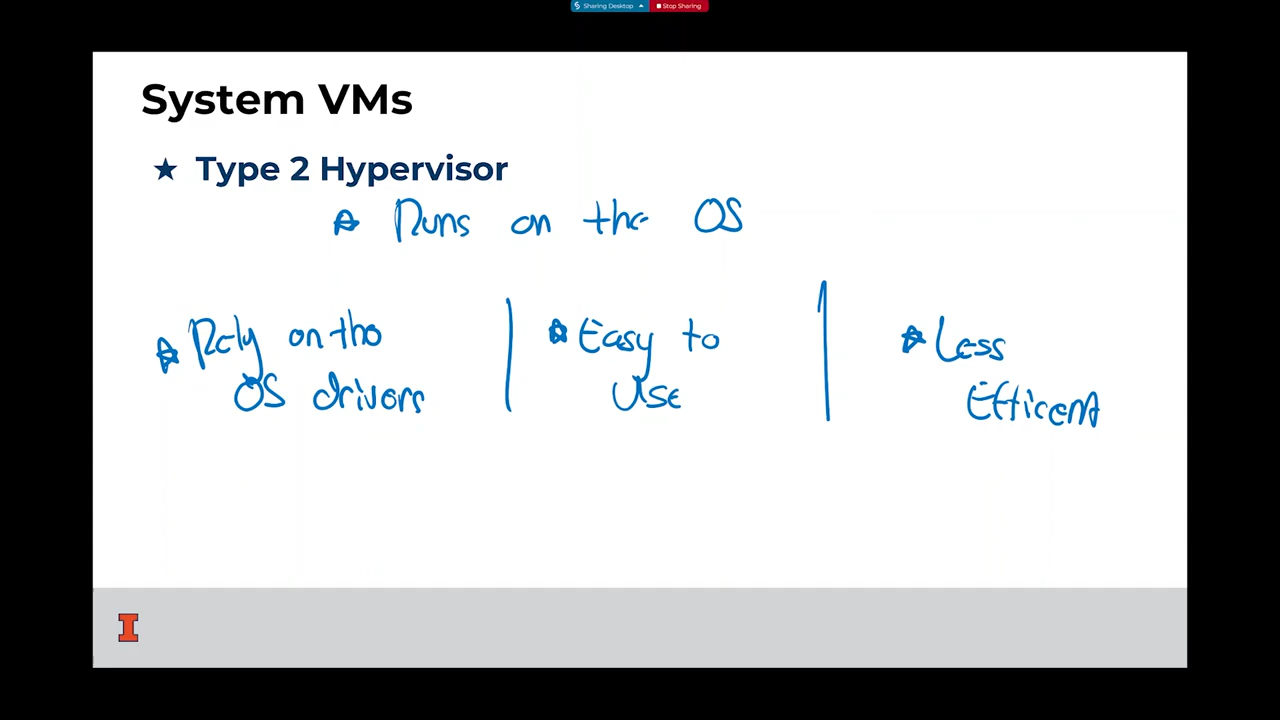 Sharing Desktop
Stop Sharing
System VMs
★ Type 2 Hypervisor
☆ Runs on the OS
☆ Rely on the
OS drivers
☆ Easy to
Use
☆ Less
Efficent
I